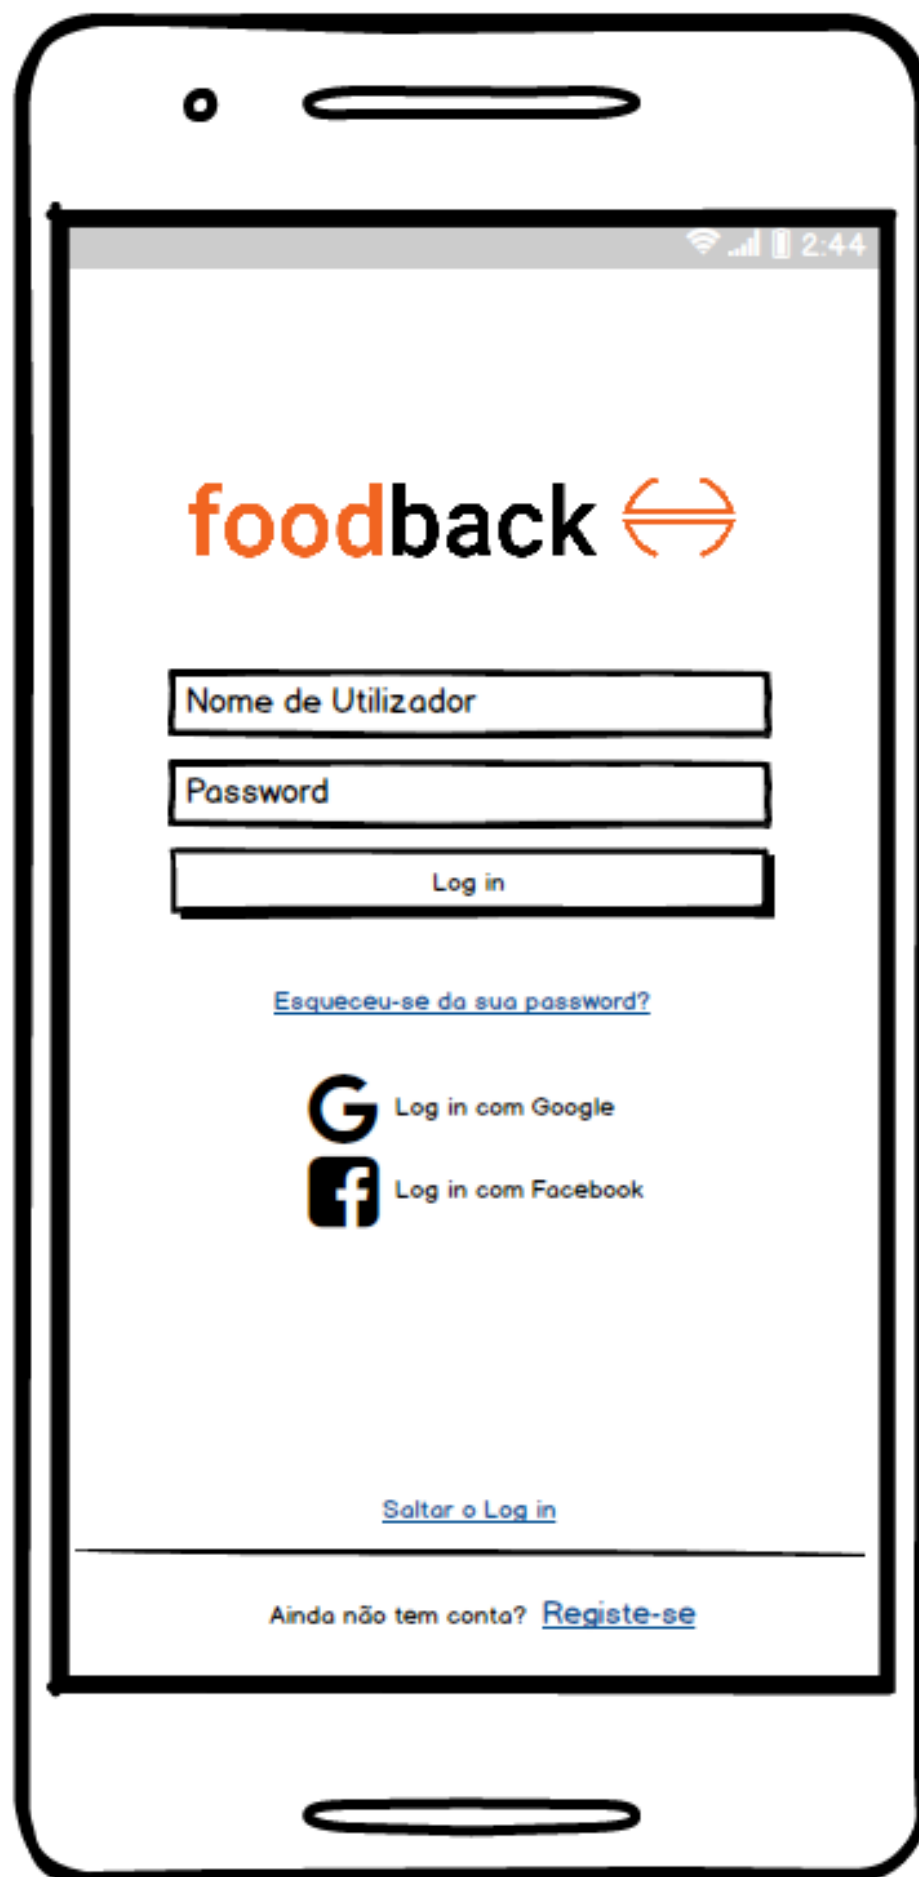 2:44
foodback
Nome de Utilizador
Password
Log in
Esqueceu-se da sua password?
Log in com Google
Log in com Facebook
Saltar o Log in
Ainda não tem conta? Registe-se